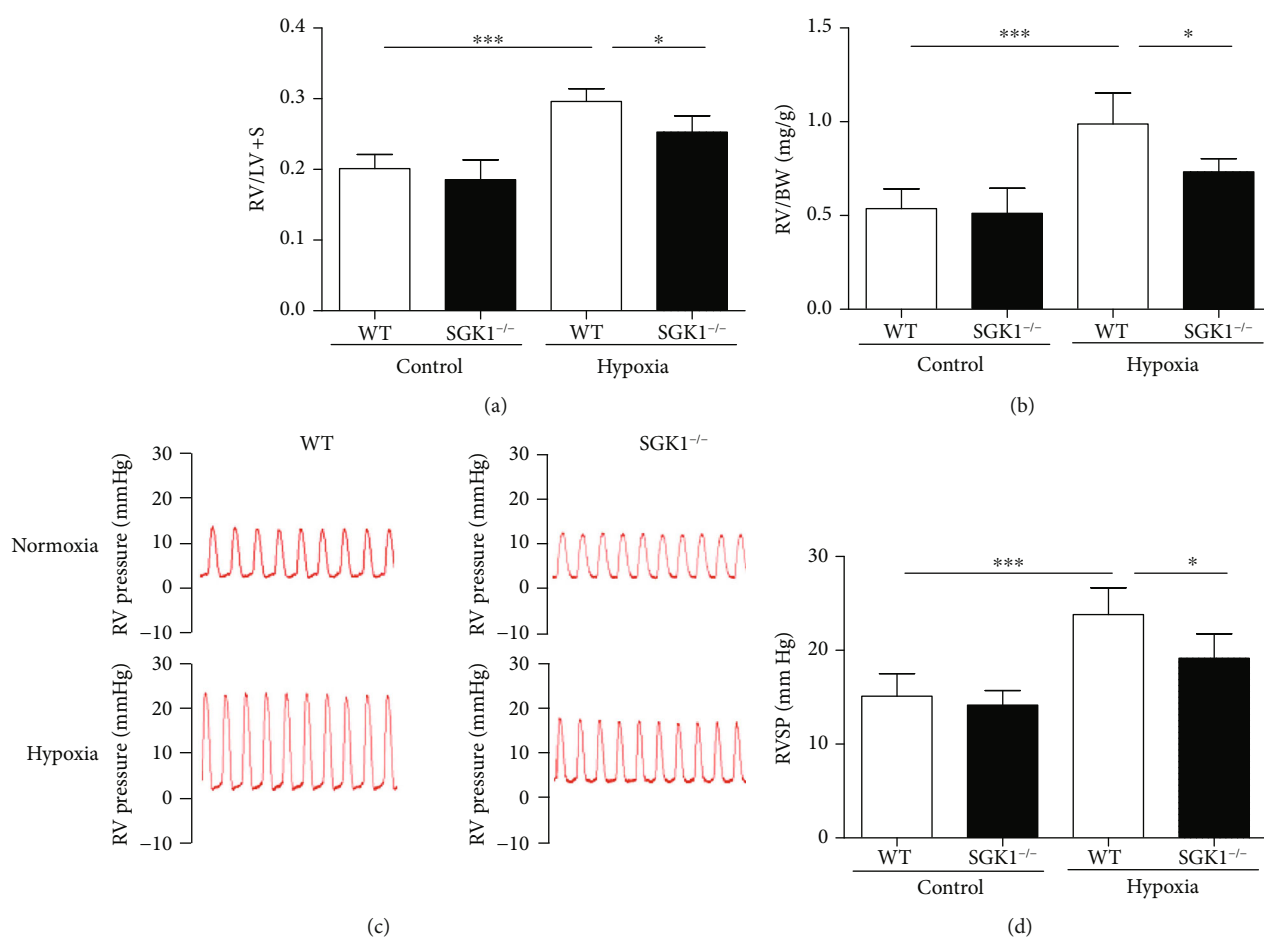 0.4
0.3
0.2
0.1
0.0
RV/LV+S
***
*
WT
SGK1⁻/⁻
WT
SGK1⁻/⁻
Control
Hypoxia
(a)
1.5
1.0
0.5
0.0
RV/BW (mg/g)
***
*
WT
SGK1⁻/⁻
WT
SGK1⁻/⁻
Control
Hypoxia
(b)
WT
SGK1⁻/⁻
Normoxia
30
20
10
0
−10
RV pressure (mmHg)
30
20
10
0
−10
RV pressure (mmHg)
Hypoxia
30
20
10
0
−10
RV pressure (mmHg)
30
20
10
0
−10
RV pressure (mmHg)
(c)
30
20
10
0
RVSP (mm Hg)
***
*
WT
SGK1⁻/⁻
WT
SGK1⁻/⁻
Control
Hypoxia
(d)